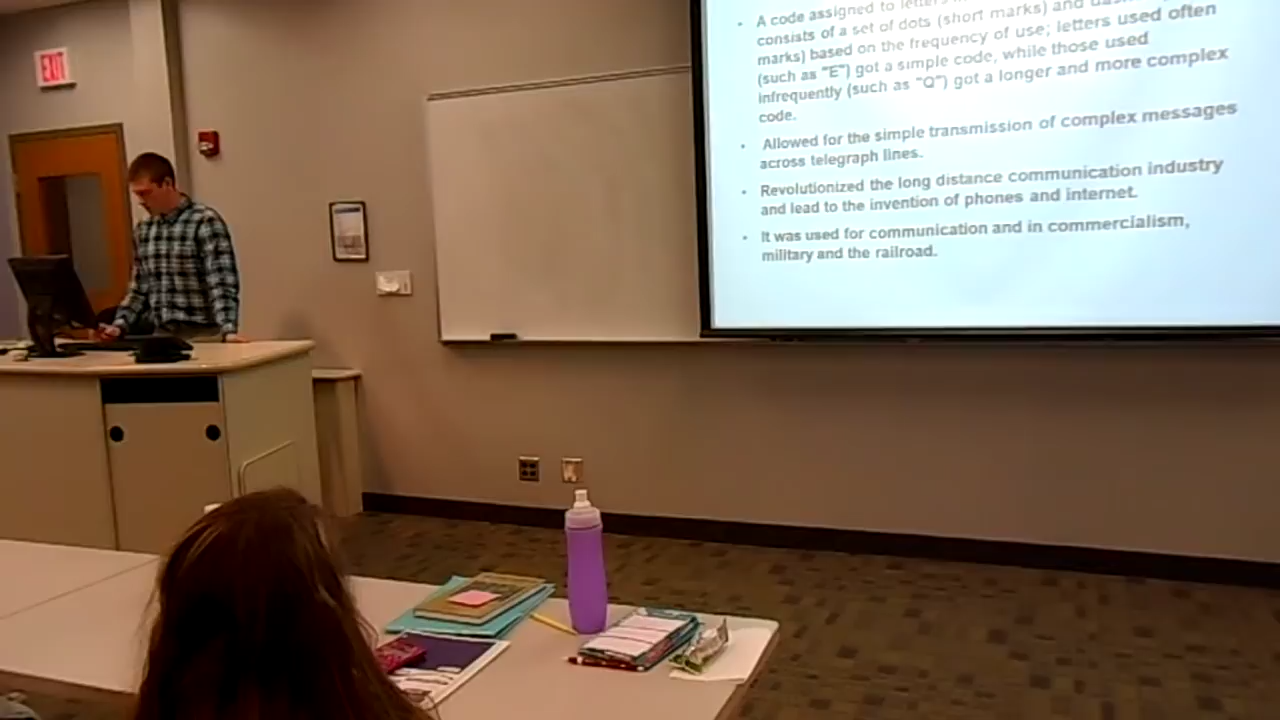 EXIT
• A code assigned to letters
consists of a set of dots (short marks) and
marks) based on the frequency of use; letters used often
(such as "E") got a simple code, while those used
infrequently (such as "Q") got a longer and more complex
code.
• Allowed for the simple transmission of complex messages
across telegraph lines.
• Revolutionized the long distance communication industry
and lead to the invention of phones and internet.
• It was used for communication and in commercialism,
military and the railroad.